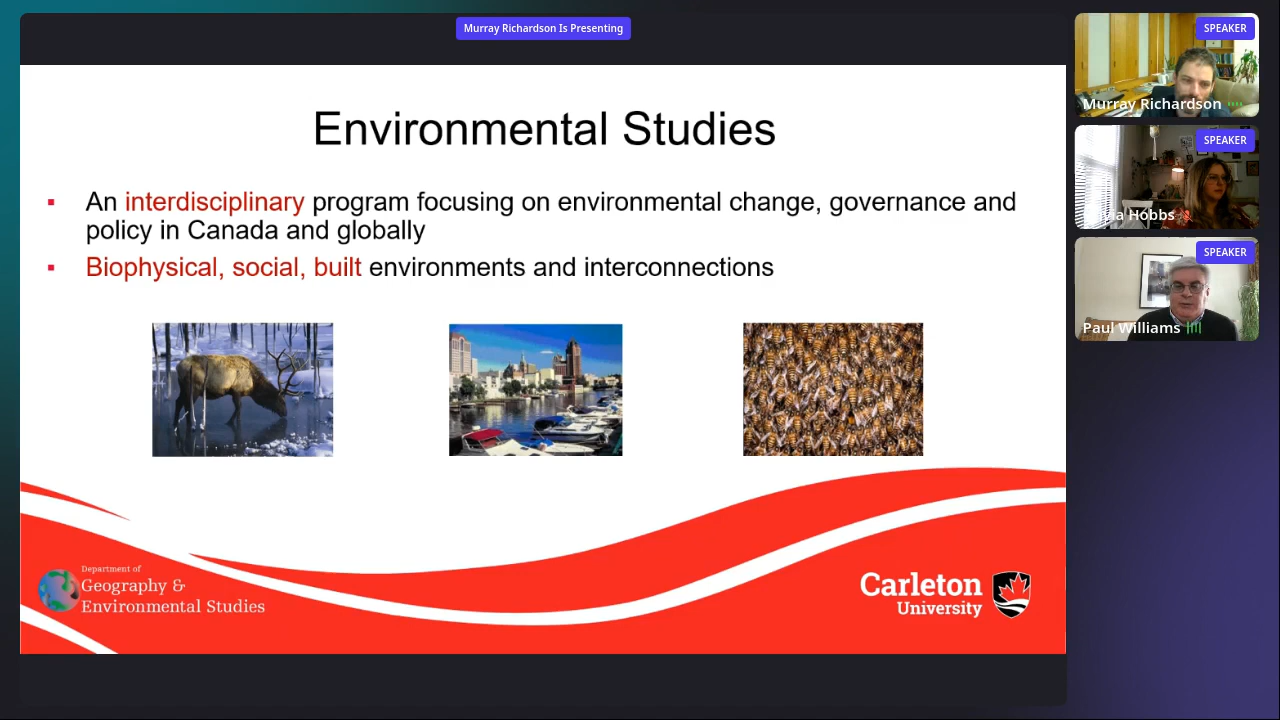 Murray Richardson Is Presenting
Environmental Studies
▪ An interdisciplinary program focusing on environmental change, governance and
policy in Canada and globally
▪ Biophysical, social, built environments and interconnections
Department of
Geography &
Environmental Studies
Carleton
University
SPEAKER
Murray Richardson
SPEAKER
Hobbs
SPEAKER
Paul Williams